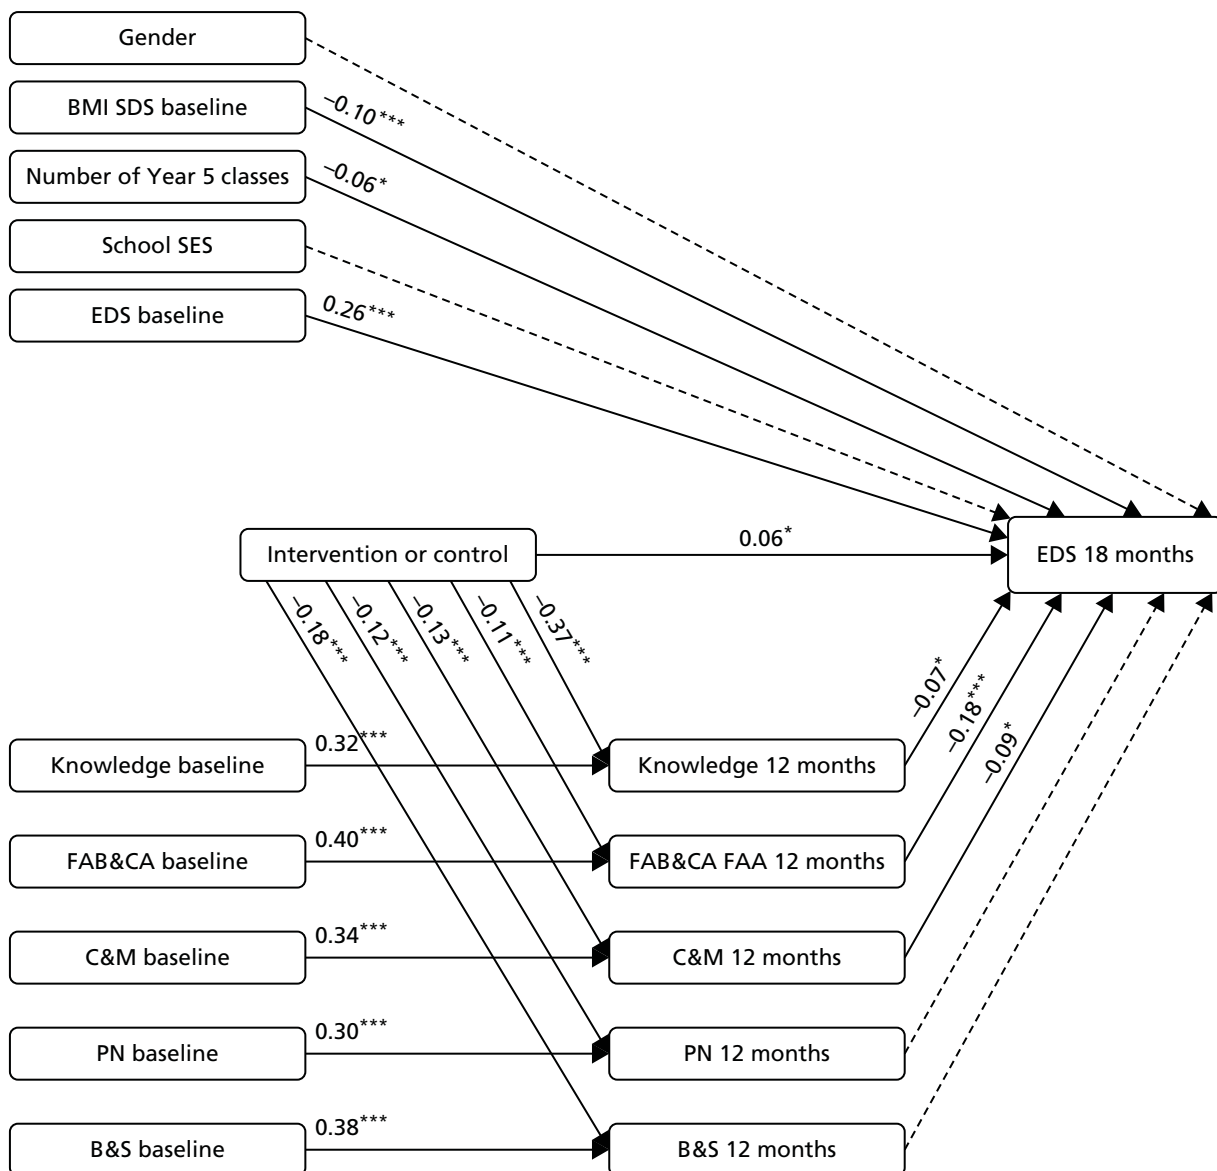 Gender
BMI SDS baseline
–0.10***
Number of Year 5 classes
–0.06*
School SES
EDS baseline
0.26***
Intervention or control
0.06*
EDS 18 months
–0.18***
–0.12***
–0.13***
–0.11***
–0.37***
–0.07*
–0.18***
–0.09*
Knowledge baseline
0.32***
Knowledge 12 months
FAB&CA baseline
0.40***
FAB&CA FAA 12 months
C&M baseline
0.34***
C&M 12 months
PN baseline
0.30***
PN 12 months
B&S baseline
0.38***
B&S 12 months